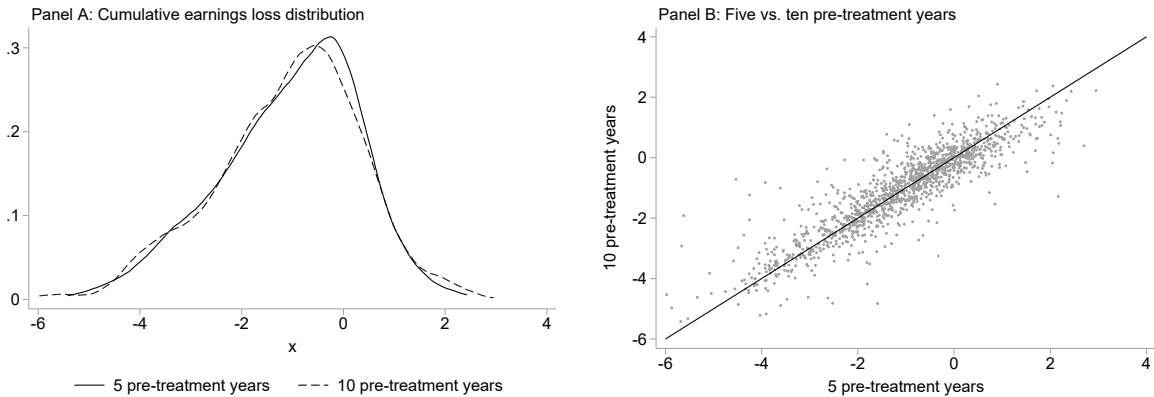 Panel A: Cumulative earnings loss distribution
.3
.2
.1
0
-6 -4 -2 0 2 4
x
5 pre-treatment years 10 pre-treatment years
Panel B: Five vs. ten pre-treatment years
10 pre-treatment years
4
2
0
-2
-4
-6
-6 -4 -2 0 2 4
5 pre-treatment years